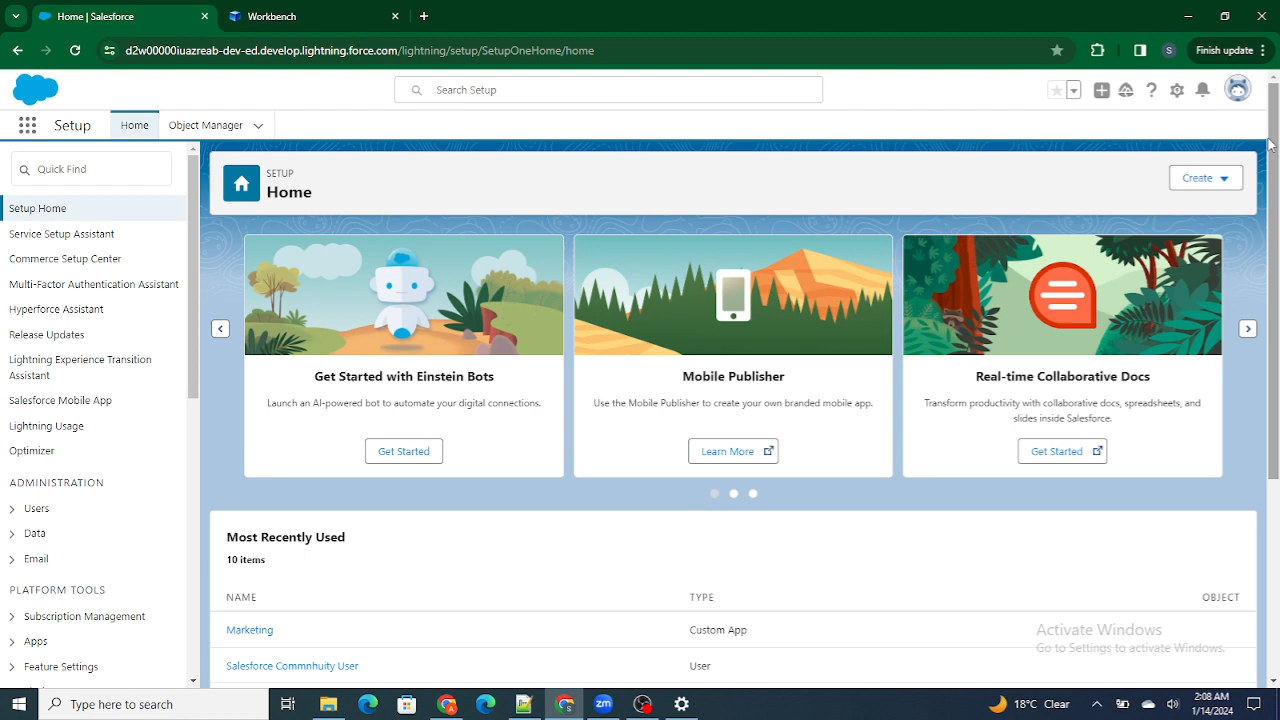 Home | Salesforce
Workbench
d2w00000iuazreab-dev-ed.develop.lightning.force.com/lightning/setup/SetupOneHome/home
S
Finish update
Search Setup
Setup
Home
Object Manager
Quick Find
Setup Home
Service Setup Assistant
Commerce Setup Center
Multi-Factor Authentication Assistant
Hyperforce Assistant
Release Updates
Lightning Experience Transition
Assistant
Salesforce Mobile App
Lightning Usage
Optimizer
ADMINISTRATION
Users
Data
Email
PLATFORM TOOLS
Subscription Management
Apps
Feature Settings
SETUP
Home
Create
Get Started with Einstein Bots
Launch an AI-powered bot to automate your digital connections.
Get Started
Mobile Publisher
Use the Mobile Publisher to create your own branded mobile app.
Learn More
Real-time Collaborative Docs
Transform productivity with collaborative docs, spreadsheets, and
slides inside Salesforce.
Get Started
Most Recently Used
10 items
NAME TYPE OBJECT
Marketing Custom App
Salesforce Commnhuity User User
Activate Windows
Go to Settings to activate Windows.
Type here to search
zm
18°C Clear
2:08 AM
1/14/2024